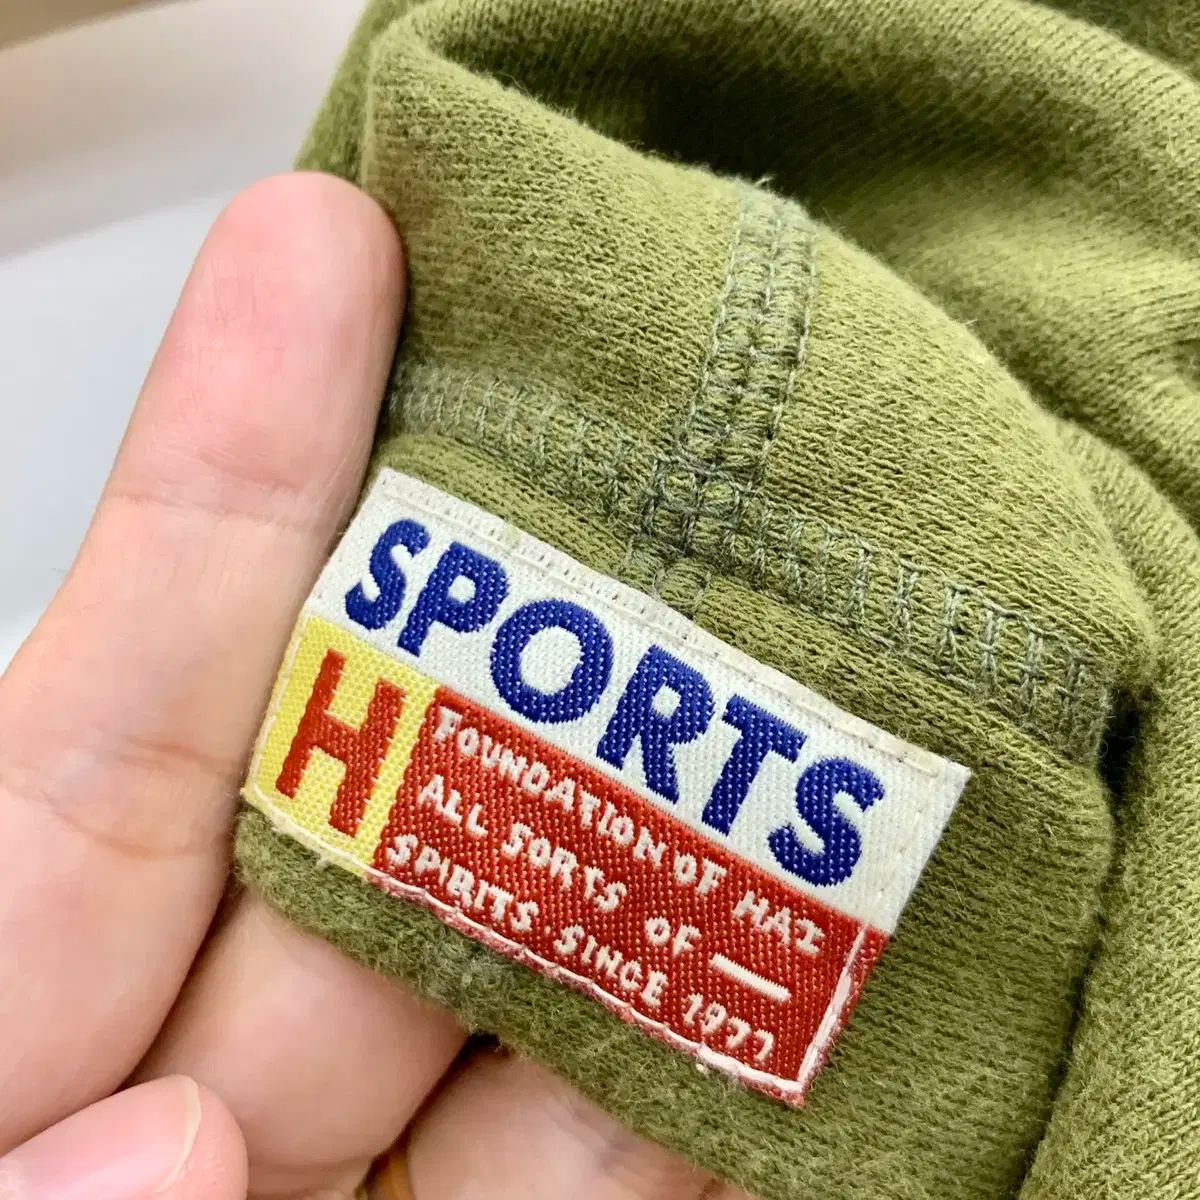 SPORTS
H
FOUNDATION OF HAI
ALL SORTS OF
SPIRITS. SINCE 1977